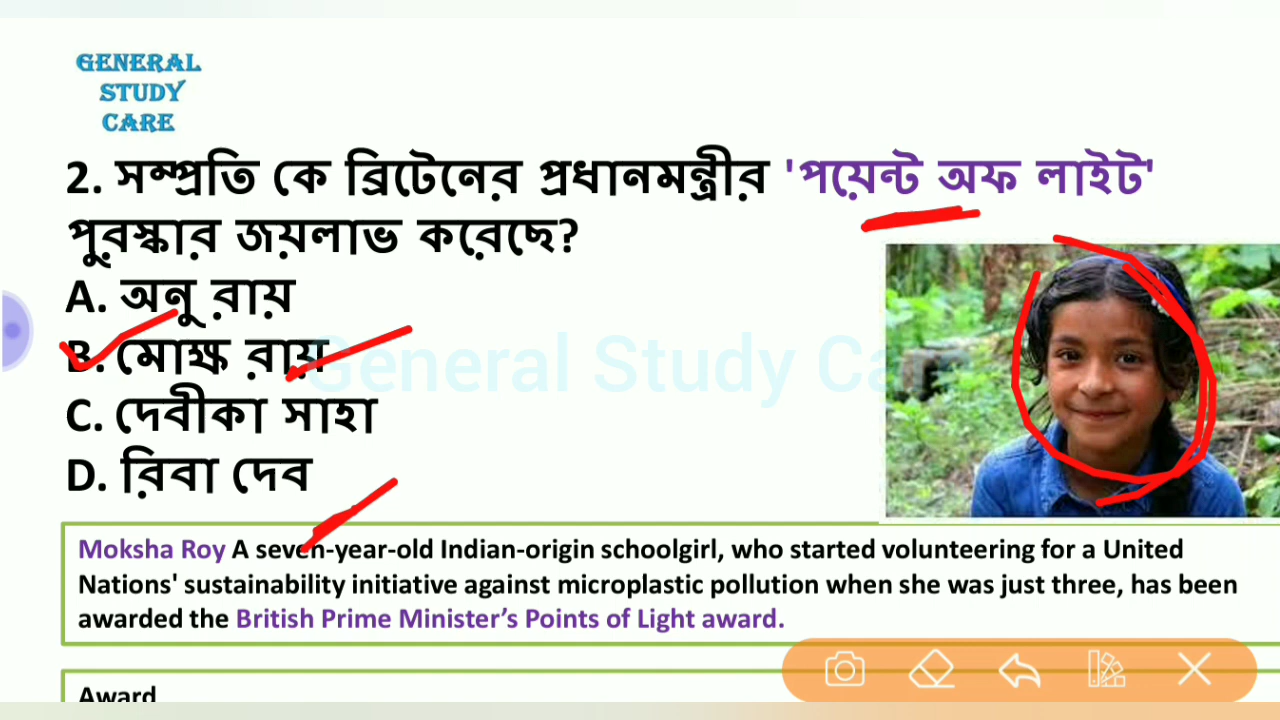 GENERAL
STUDY
CARE
2. সম্প্রতি কে ব্রিটেনের প্রধানমন্ত্রীর 'পয়েন্ট অফ লাইট'
পুরস্কার জয়লাভ করেছে?
A. অনু রায়
B. মোক্ষ রায়
General Study Ca
C. দেবীকা সাহা
D. রিবা দেব
Moksha Roy A seven-year-old Indian-origin schoolgirl, who started volunteering for a United
Nations' sustainability initiative against microplastic pollution when she was just three, has been
awarded the British Prime Minister’s Points of Light award.
Award